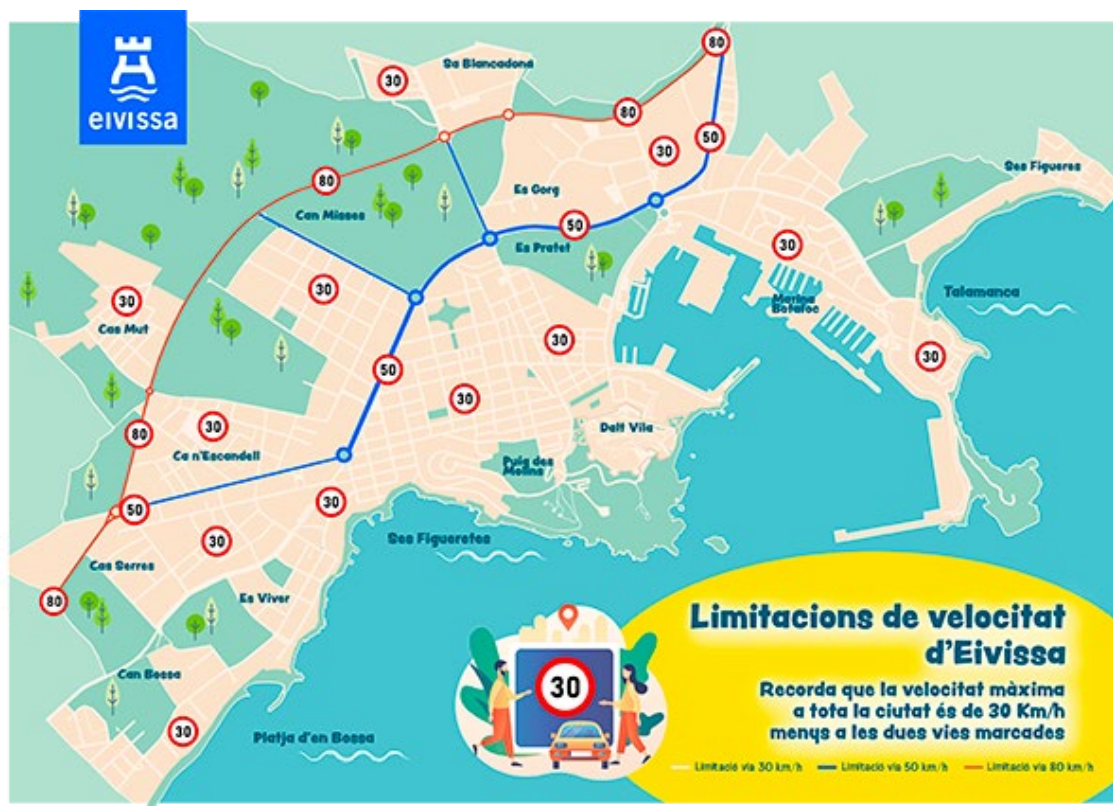 eivissa
30
Sa Blancadona
80
80
50
30
Es Gorg
Ses Figueres
80
Can Misses
50
Es Pratet
30
Talamanca
Marina
Botafoc
30
30
Cas Mut
30
30
50
30
30
Ca n'Escandell
80
Dalt Vila
Puig des
Molins
50
30
30
Ses Figueretes
Cas Serres
80
Es Viver
Can Bossa
30
Platja d'en Bossa
30
Limitacions de velocitat
d'Eivissa
Recorda que la velocitat màxima
a tota la ciutat és de 30 Km/h
menys a les dues vies marcades
Limitació via 30 km/h
Limitació via 50 km/h
Limitació via 80 km/h